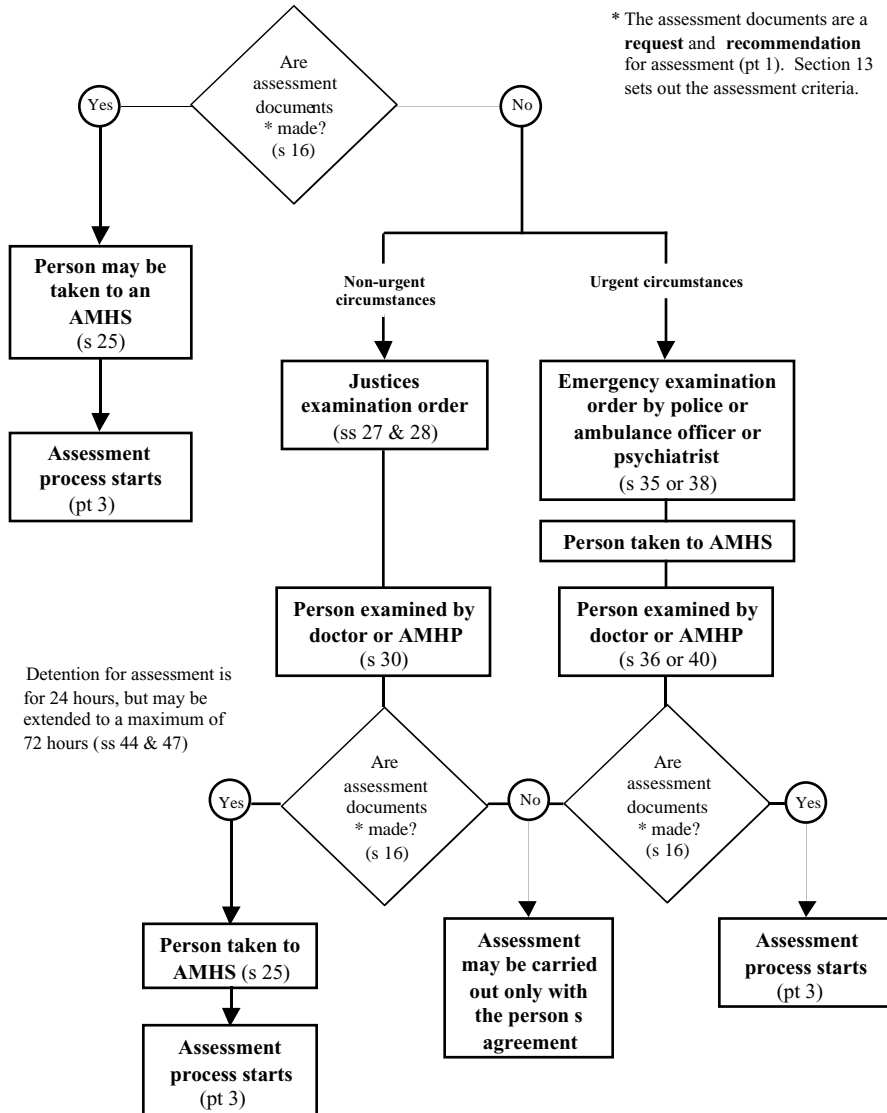 * The assessment documents are a
request and recommendation
for assessment (pt 1). Section 13
sets out the assessment criteria.
Are
assessment
documents
* made?
(s 16)
Yes
No
Person may be
taken to an
AMHS
(s 25)
Assessment
process starts
(pt 3)
Non-urgent
circumstances
Urgent circumstances
Justices
examination order
(ss 27 & 28)
Emergency examination
order by police or
ambulance officer or
psychiatrist
(s 35 or 38)
Person taken to AMHS
Person examined by
doctor or AMHP
(s 30)
Person examined by
doctor or AMHP
(s 36 or 40)
Detention for assessment is
for 24 hours, but may be
extended to a maximum of
72 hours (ss 44 & 47)
Are
assessment
documents
* made?
(s 16)
Yes
No
Are
assessment
documents
* made?
(s 16)
Yes
Person taken to
AMHS (s 25)
Assessment
process starts
(pt 3)
Assessment
may be carried
out only with
the person s
agreement
Assessment
process starts
(pt 3)